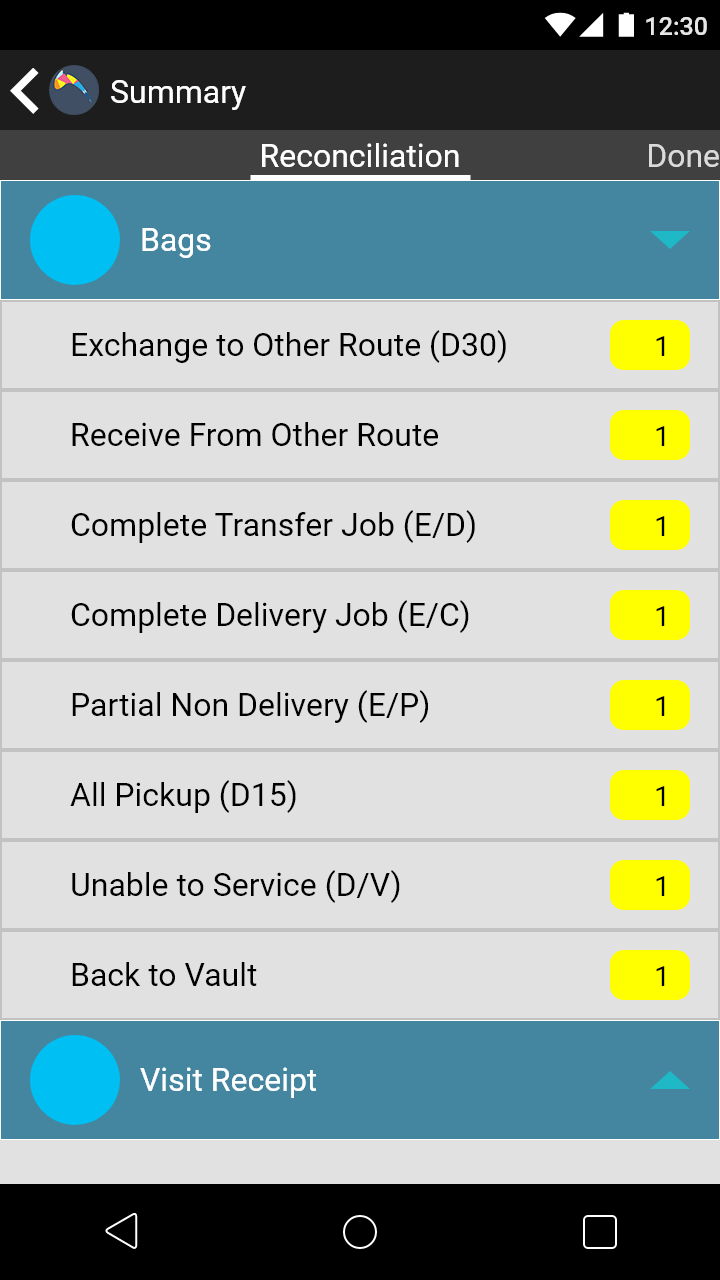 12:30
Summary
Reconciliation
Done
Bags
Exchange to Other Route (D30)
1
Receive From Other Route
1
Complete Transfer Job (E/D)
1
Complete Delivery Job (E/C)
1
Partial Non Delivery (E/P)
1
All Pickup (D15)
1
Unable to Service (D/V)
1
Back to Vault
1
Visit Receipt